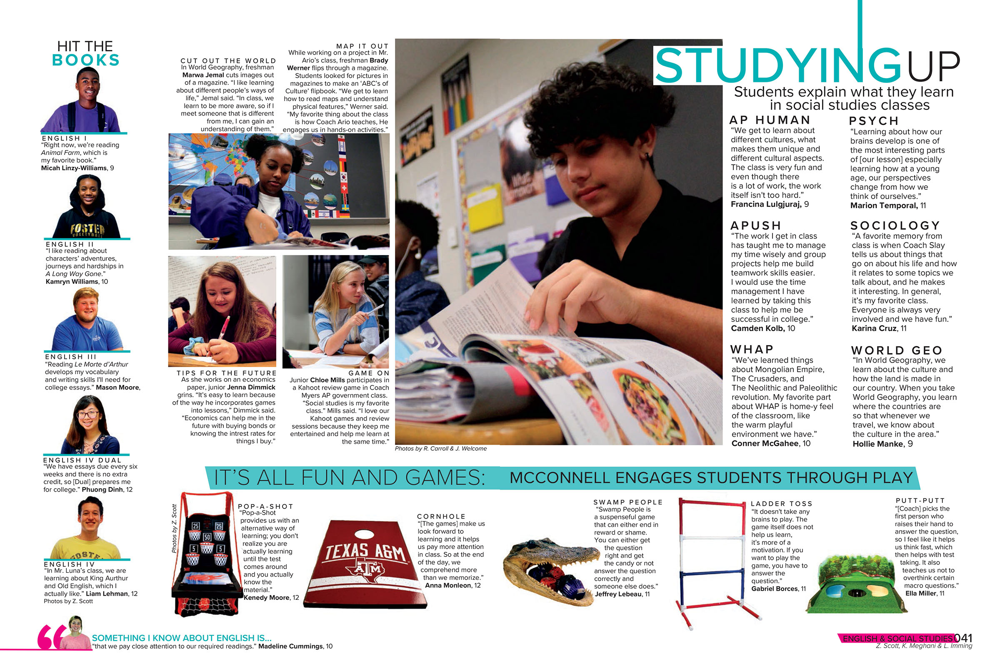 HIT THE
BOOKS
ENGLISH I
“Right now, we’re reading
Animal Farm, which is
my favorite book.”
Micah Linzy-Williams, 9
FOSTER
VOLLEYBALL
ENGLISH II
“I like reading about
characters’ adventures,
journeys and hardships in
A Long Way Gone.”
Kamryn Williams, 10
ENGLISH III
“Reading Le Morte d’Arthur
develops my vocabulary
and writing skills I'll need for
college essays.” Mason Moore,
ENGLISH IV DUAL
“We have essays due every six
weeks and there is no extra
credit, so [Dual] prepares me
for college.” Phuong Dinh, 12
ENGLISH IV
“In Mr. Luna’s class, we are
learning about King Aurthur
and Old English, which I
actually like.” Liam Lehman, 12
Photos by Z. Scott
CUT OUT THE WORLD
In World Geography, freshman
Marwa Jemal cuts images out
of a magazine. “I like learning
about different people’s ways of
life,” Jemal said. “In class, we
learn to be more aware, so if I
meet someone that is different
from me, I can gain an
understanding of them.”
MAP IT OUT
While working on a project in Mr.
Ario’s class, freshman Brady
Werner flips through a magazine.
Students looked for pictures in
magazines to make an ‘ABC’s of
Culture’ flipbook. “We get to learn
how to read maps and understand
physical features,” Werner said.
“My favorite thing about the class
is how Coach Ario teaches, He
engages us in hands-on activities.”
TIPS FOR THE FUTURE
As she works on an economics
paper, junior Jenna Dimmick
grins. “It’s easy to learn because
of the way he incorporates games
into lessons,” Dimmick said.
“Economics can help me in the
future with buying bonds or
knowing the intrest rates for
things I buy.”
GAME ON
Junior Chloe Mills participates in
a Kahoot review game in Coach
Myers AP government class.
“Social studies is my favorite
class.” Mills said. “I love our
Kahoot games and review
sessions because they keep me
entertained and help me learn at
the same time.”
Photos by R. Carroll & J. Welcome
STUDYING UP
Students explain what they learn
in social studies classes
AP HUMAN
“We get to learn about
different cultures, what
makes them unique and
different cultural aspects.
The class is very fun and
even though there
is a lot of work, the work
itself isn't too hard.”
Francina Lulgjuraj, 9
APUSH
“The work I get in class
has taught me to manage
my time wisely and group
projects help me build
teamwork skills easier.
I would use the time
management I have
learned by taking this
class to help me be
successful in college.”
Camden Kolb, 10
WHAP
“We’ve learned things
about Mongolian Empire,
The Crusaders, and
The Neolithic and Paleolithic
revolution. My favorite part
about WHAP is home-y feel
of the classroom, like
the warm playful
environment we have.”
Conner McGahee, 10
PSYCH
“Learning about how our
brains develop is one of
the most interesting parts
of [our lesson] especially
learning how at a young
age, our perspectives
change from how we
think of ourselves.”
Marion Temporal, 11
SOCIOLOGY
“A favorite memory from
class is when Coach Slay
tells us about things that
go on about his life and how
it relates to some topics we
talk about, and he makes
it interesting. In general,
it’s my favorite class.
Everyone is always very
involved and we have fun.”
Karina Cruz, 11
WORLD GEO
“In World Geography, we
learn about the culture and
how the land is made in
our country. When you take
World Geography, you learn
where the countries are
so that whenever we
travel, we know about
the culture in the area.”
Hollie Manke, 9
IT’S ALL FUN AND GAMES: MCCONNELL ENGAGES STUDENTS THROUGH PLAY
Photos by Z. Scott
25 25
50
5 5
POP-A-SHOT
“Pop-a-Shot
provides us with an
alternative way of
learning; you don't
realize you are
actually learning
until the test
comes around
and you actually
know the
material.”
Kenedy Moore, 12
TEXAS A&M
ATM
CORNHOLE
“[The games] make us
look forward to
learning and it helps
us pay more attention
in class. So at the end
of the day, we
comprehend more
than we memorize.”
Anna Monleon, 12
SWAMP PEOPLE
“Swamp People is
a suspenseful game
that can either end in
reward or shame.
You can either get
the question
right and get
the candy or not
answer the question
correctly and
someone else does.”
Jeffrey Lebeau, 11
LADDER TOSS
“It doesn't take any
brains to play. The
game itself does not
help us learn,
it’s more of a
motivation. If you
want to play the
game, you have to
answer the
question.”
Gabriel Borces, 11
PUTT-PUTT
“[Coach] picks the
first person who
raises their hand to
answer the question,
so I feel like it helps
us think fast, which
then helps with test
taking. It also
teaches us not to
overthink certain
macro questions.”
Ella Miller, 11
SOMETHING I KNOW ABOUT ENGLISH IS...
“that we pay close attention to our required readings.” Madeline Cummings, 10
ENGLISH & SOCIAL STUDIES 041
Z. Scott, K. Meghani & L. Imming